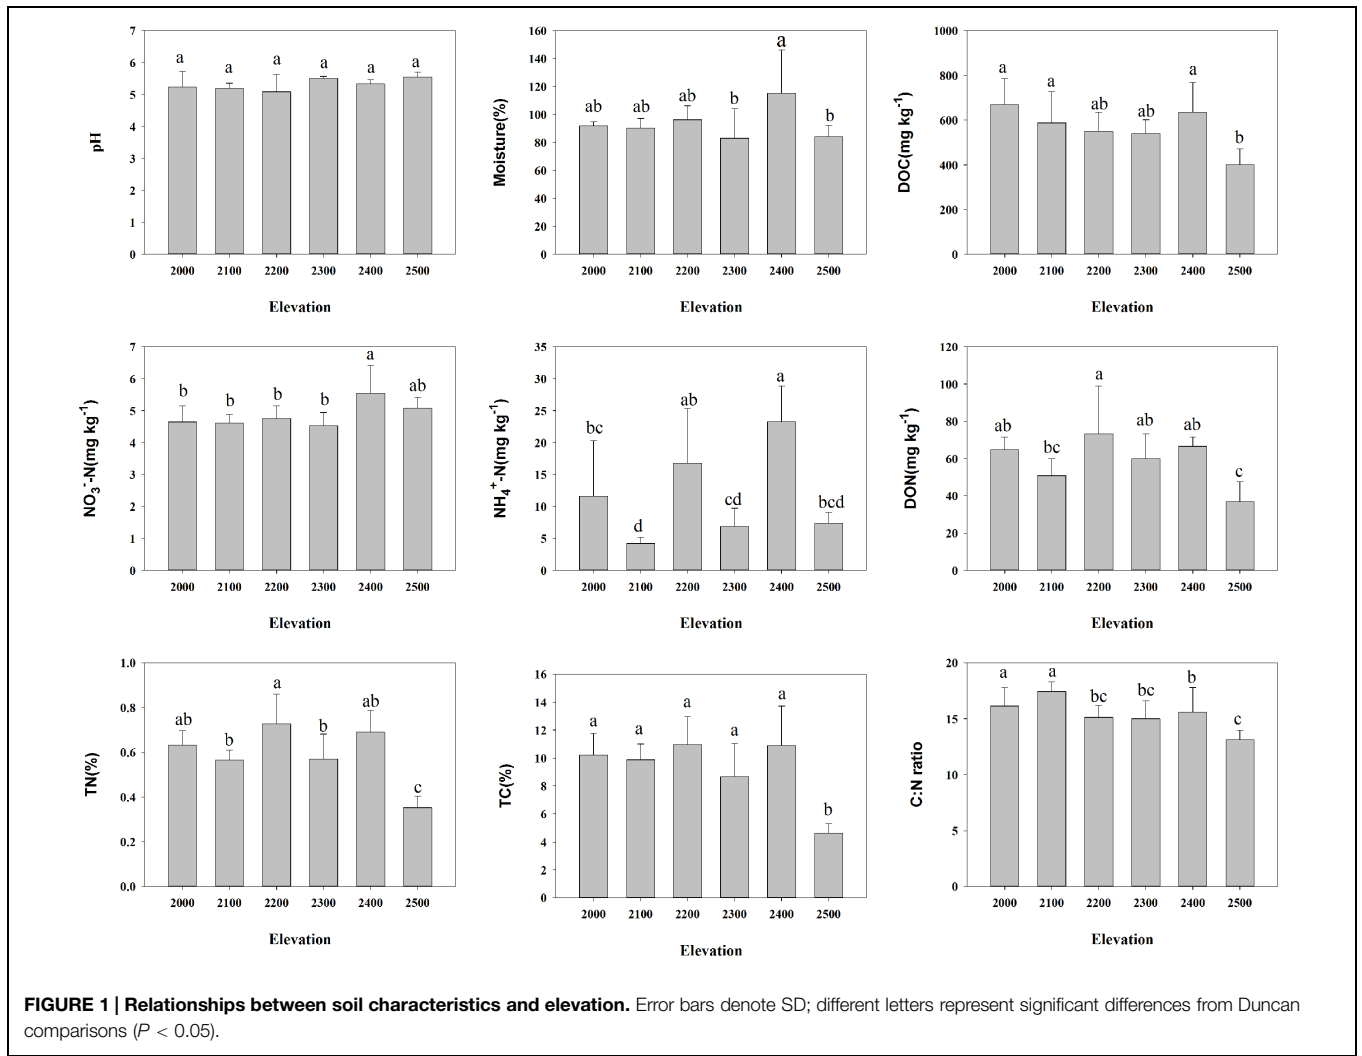 7
6
5
4
3
2
1
0
pH
a a a a a a
2000 2100 2200 2300 2400 2500
Elevation
160
140
120
100
80
60
40
20
0
Moisture(%)
ab ab ab b a b
2000 2100 2200 2300 2400 2500
Elevation
1000
800
600
400
200
0
DOC(mg kg⁻¹)
a a ab ab a b
2000 2100 2200 2300 2400 2500
Elevation
7
6
5
4
3
2
1
0
NO₃⁻-N(mg kg⁻¹)
b b b b a ab
2000 2100 2200 2300 2400 2500
Elevation
35
30
25
20
15
10
5
0
NH₄⁺-N(mg kg⁻¹)
bc d ab cd a bcd
2000 2100 2200 2300 2400 2500
Elevation
120
100
80
60
40
20
0
DON(mg kg⁻¹)
ab bc a ab ab c
2000 2100 2200 2300 2400 2500
Elevation
1.0
0.8
0.6
0.4
0.2
0.0
TN(%)
ab b a b ab c
2000 2100 2200 2300 2400 2500
Elevation
16
14
12
10
8
6
4
2
0
TC(%)
a a a a a b
2000 2100 2200 2300 2400 2500
Elevation
20
15
10
5
0
C:N ratio
a a bc bc b c
2000 2100 2200 2300 2400 2500
Elevation
FIGURE 1 | Relationships between soil characteristics and elevation. Error bars denote SD; different letters represent significant differences from Duncan
comparisons (P < 0.05).